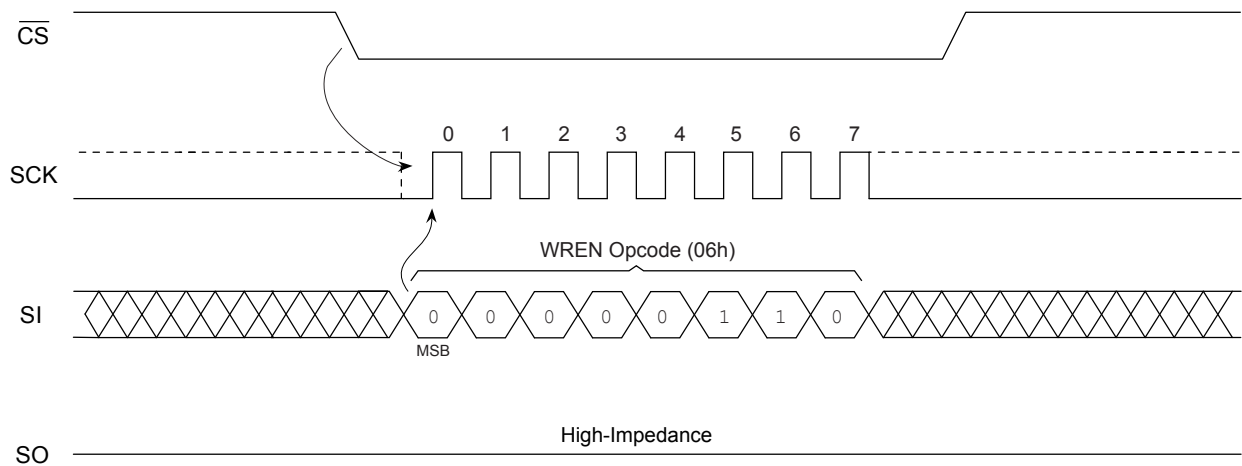 CS
0 1 2 3 4 5 6 7
SCK
WREN Opcode (06h)
SI
0 0 0 0 0 1 1 0
MSB
High-Impedance
SO